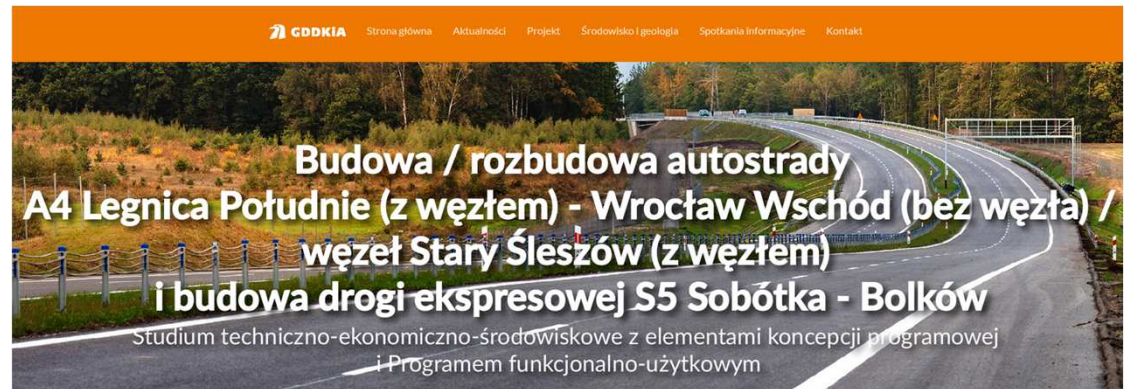 GDDKiA Strona główna Aktualności Projekt Środowisko i geologia Spotkania informacyjne Kontakt
Budowa / rozbudowa autostrady
A4 Legnica Południe (z węzłem) - Wrocław Wschód (bez węzła) /
węzeł Stary Śleszów (z węzłem)
i budowa drogi ekspresowej S5 Sobótka - Bolków
Studium techniczno-ekonomiczno-środowiskowe z elementami koncepcji programowej
i Programem funkcjonalno-użytkowym